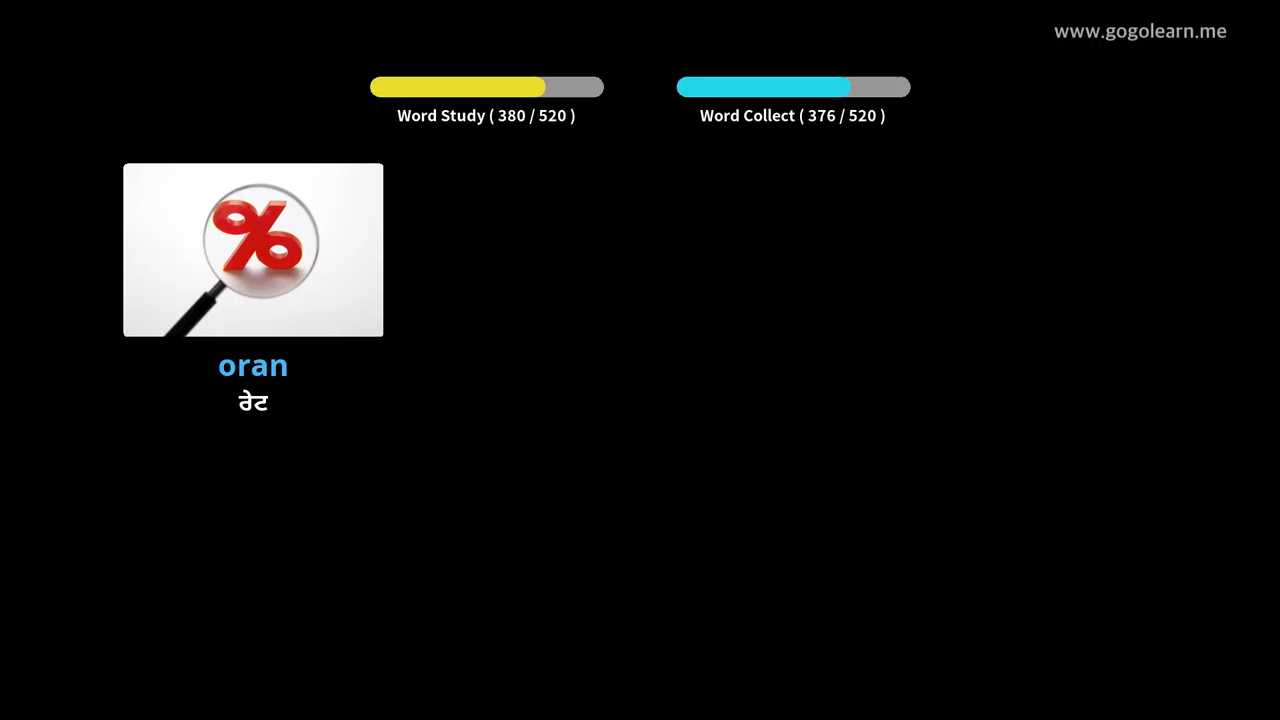 www.gogolearn.me
Word Study ( 380 / 520 )
Word Collect ( 376 / 520 )
%
oran
ਰੇਟ